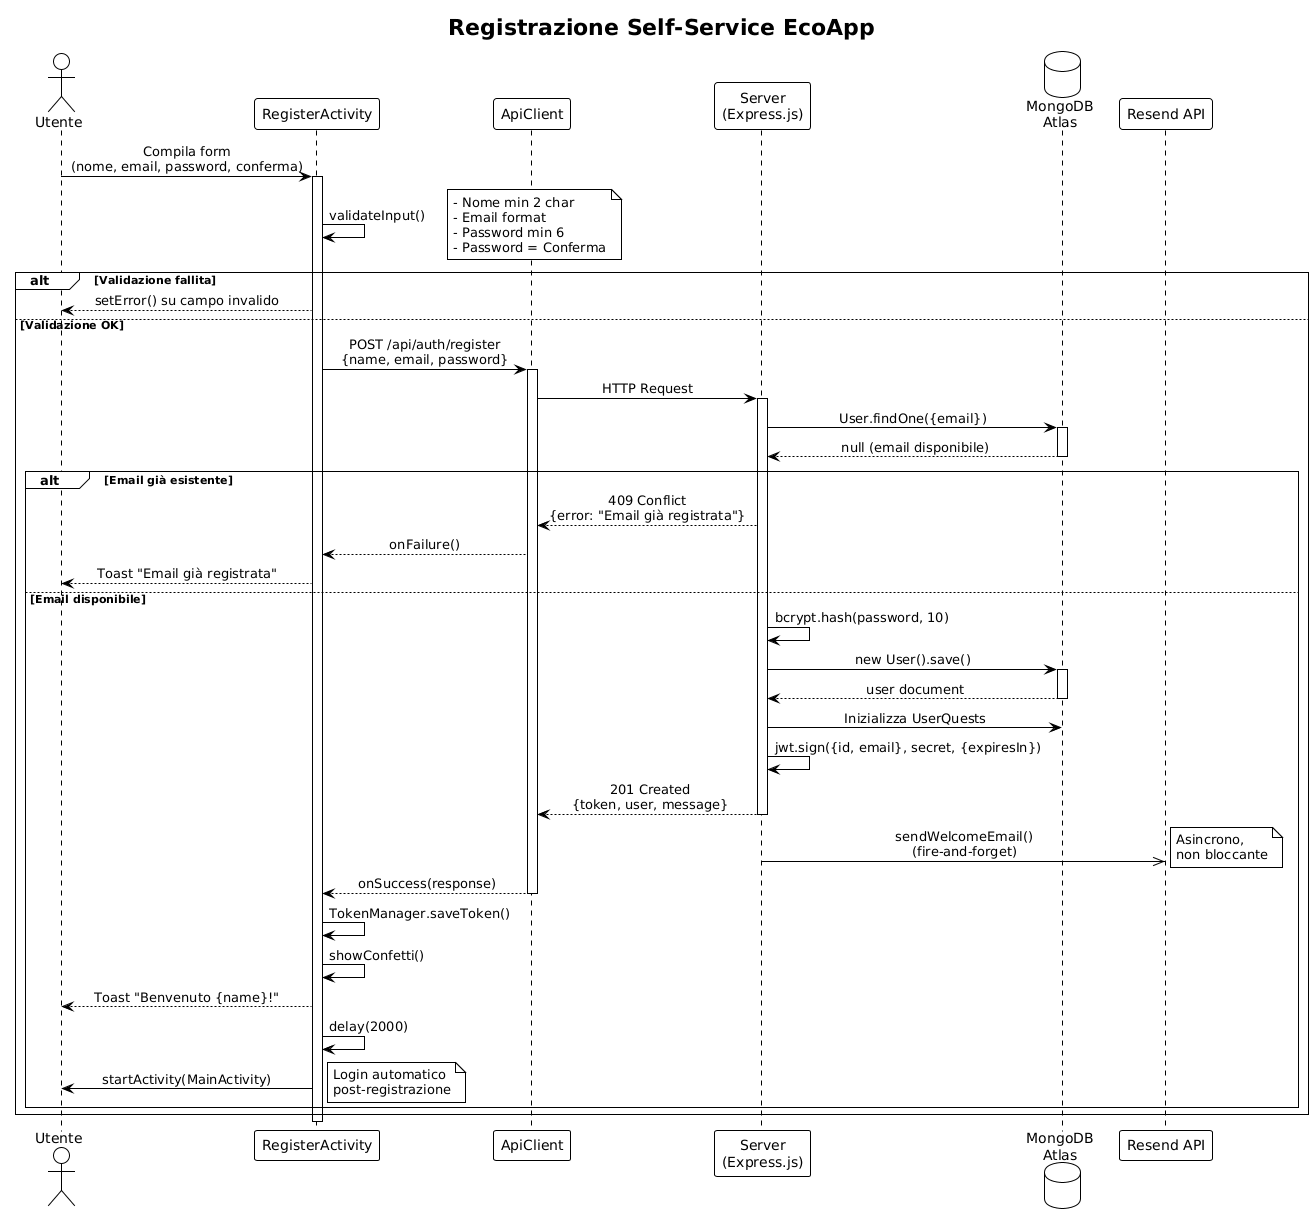 Registrazione Self-Service EcoApp
Utente
RegisterActivity
ApiClient
Server
(Express.js)
MongoDB
Atlas
Resend API
Compila form
(nome, email, password, conferma)
validateInput()
- Nome min 2 char
- Email format
- Password min 6
- Password = Conferma
alt
[Validazione fallita]
setError() su campo invalido
[Validazione OK]
POST /api/auth/register
{name, email, password}
HTTP Request
User.findOne({email})
null (email disponibile)
alt
[Email già esistente]
409 Conflict
{error: "Email già registrata"}
onFailure()
Toast "Email già registrata"
[Email disponibile]
bcrypt.hash(password, 10)
new User().save()
user document
Inizializza UserQuests
jwt.sign({id, email}, secret, {expiresIn})
201 Created
{token, user, message}
sendWelcomeEmail()
(fire-and-forget)
Asincrono,
non bloccante
onSuccess(response)
TokenManager.saveToken()
showConfetti()
Toast "Benvenuto {name}!"
delay(2000)
startActivity(MainActivity)
Login automatico
post-registrazione
Utente
RegisterActivity
ApiClient
Server
(Express.js)
MongoDB
Atlas
Resend API